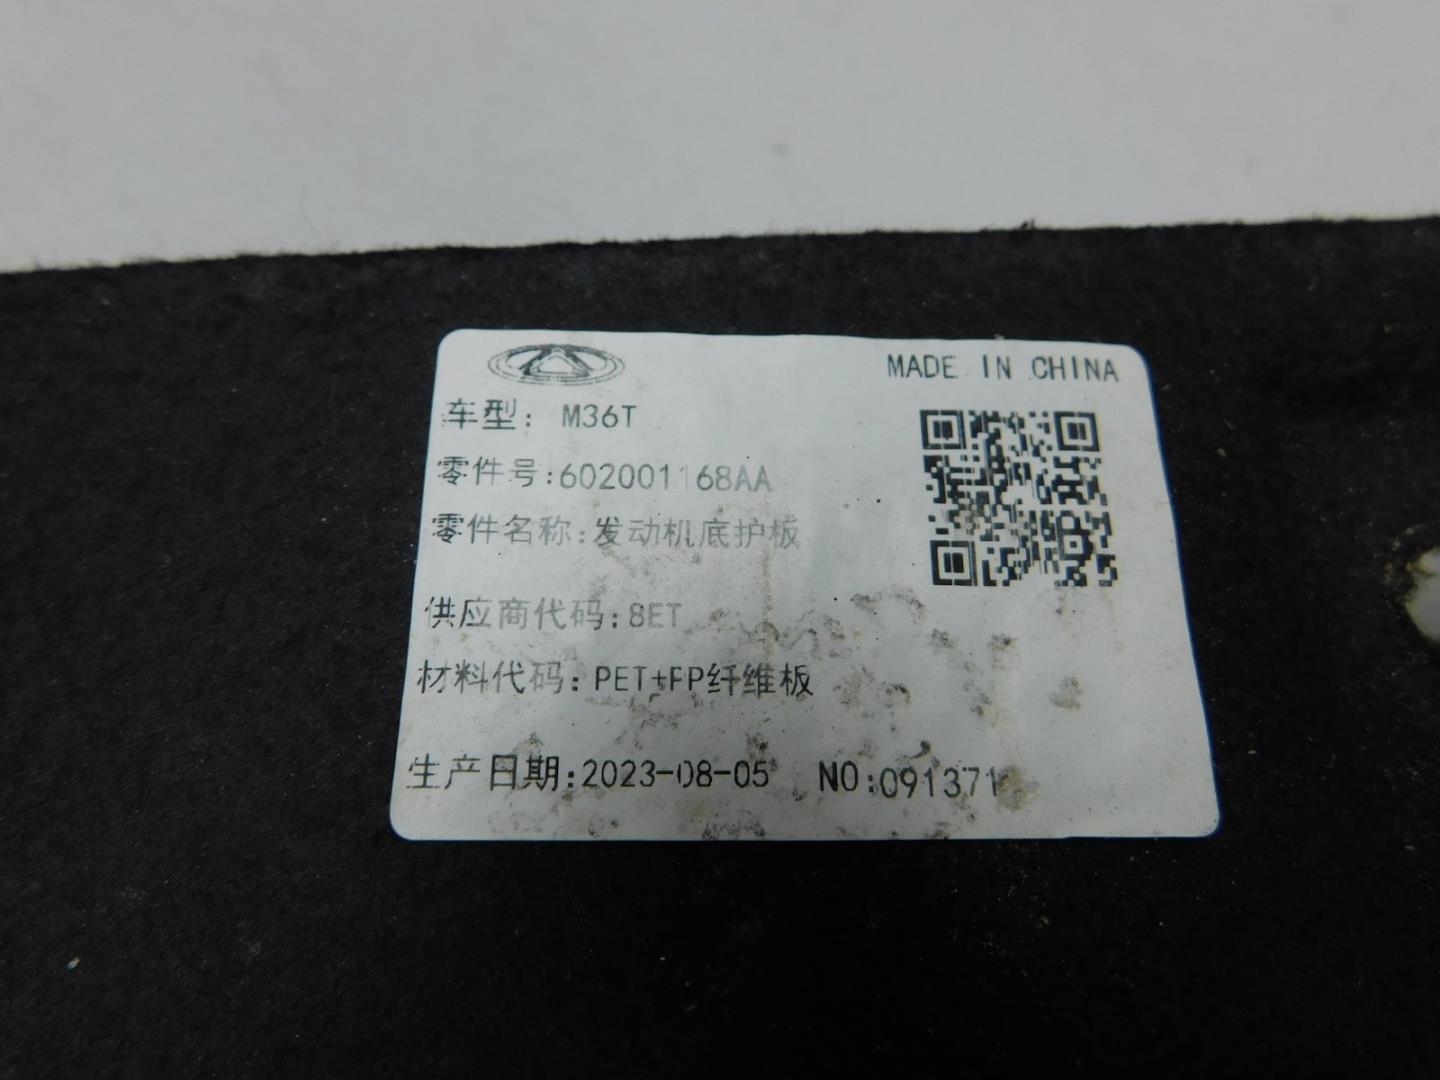 MADE IN CHINA
车型: M36T
零件号:602001168AA
零件名称:发动机底护板
供应商代码:8ET
材料代码:PET+PP纤维板
生产日期:2023-08-05 NO:091371